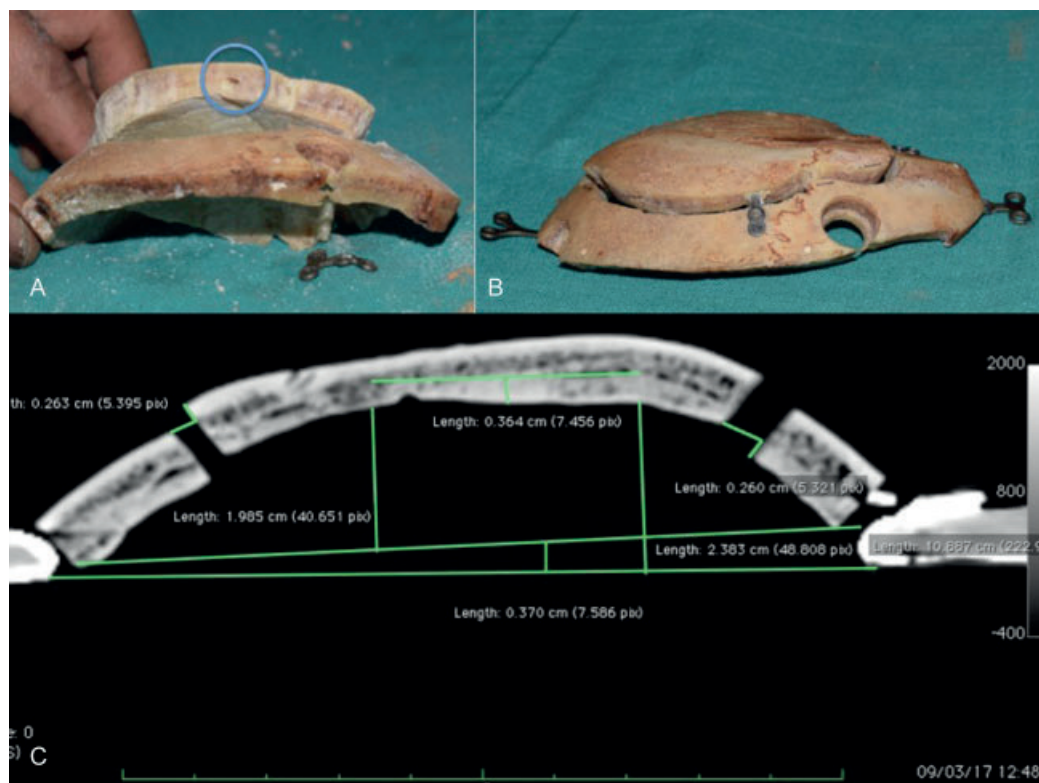 A
B
2000
th: 0.263 cm (5.395 pix)
Length: 0.364 cm (7.456 pix)
Length: 0.260 cm (5.321 pix)
800
Length: 1.985 cm (40.651 pix)
Length: 2.383 cm (48.808 pix)
Length: 10.887 cm (222.9
Length: 0.370 cm (7.586 pix)
-400
e: 0
S)
C
09/03/17 12:48